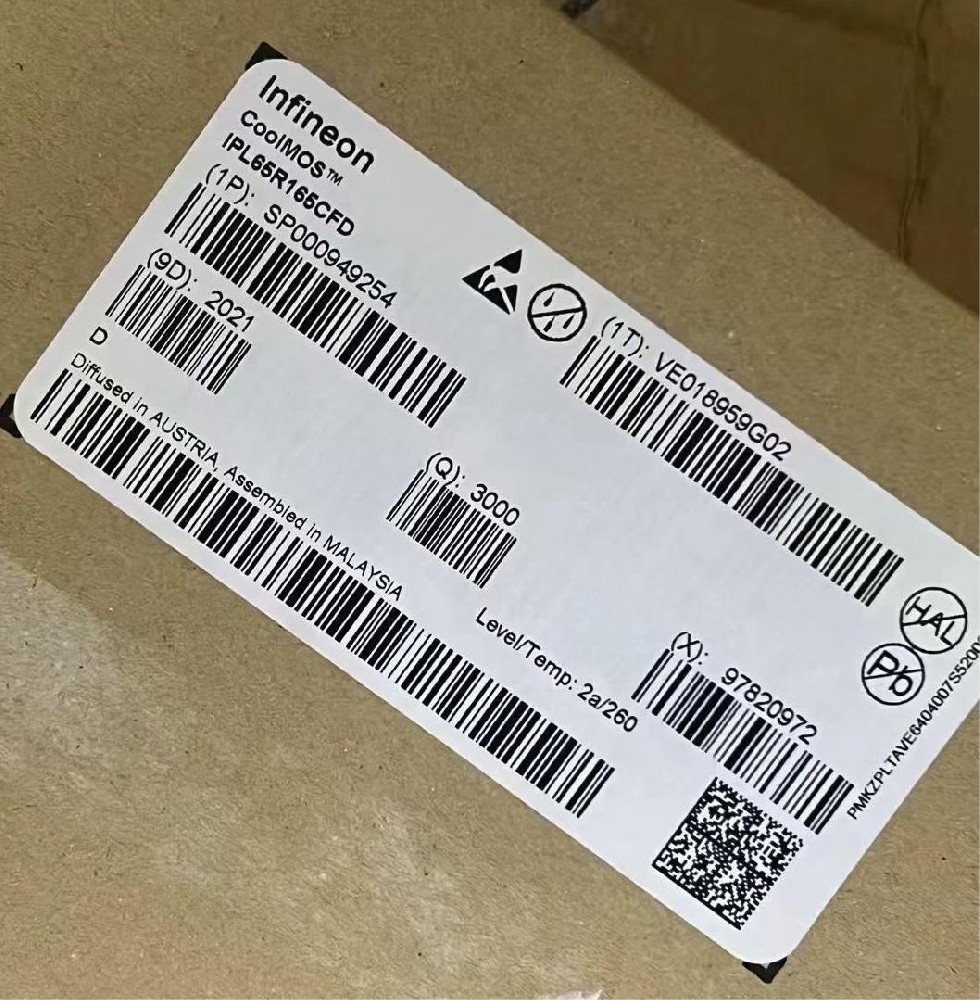 Infineon
CoolMOS™
IPL65R165CFD
(1P): SP000949254
(9D): 2021
D
Diffused in AUSTRIA, Assembled in MALAYSIA
(1T): VE018959G02
(Q): 3000
Level/Temp: 2a/260
(X): 97820972
HAL
Pb